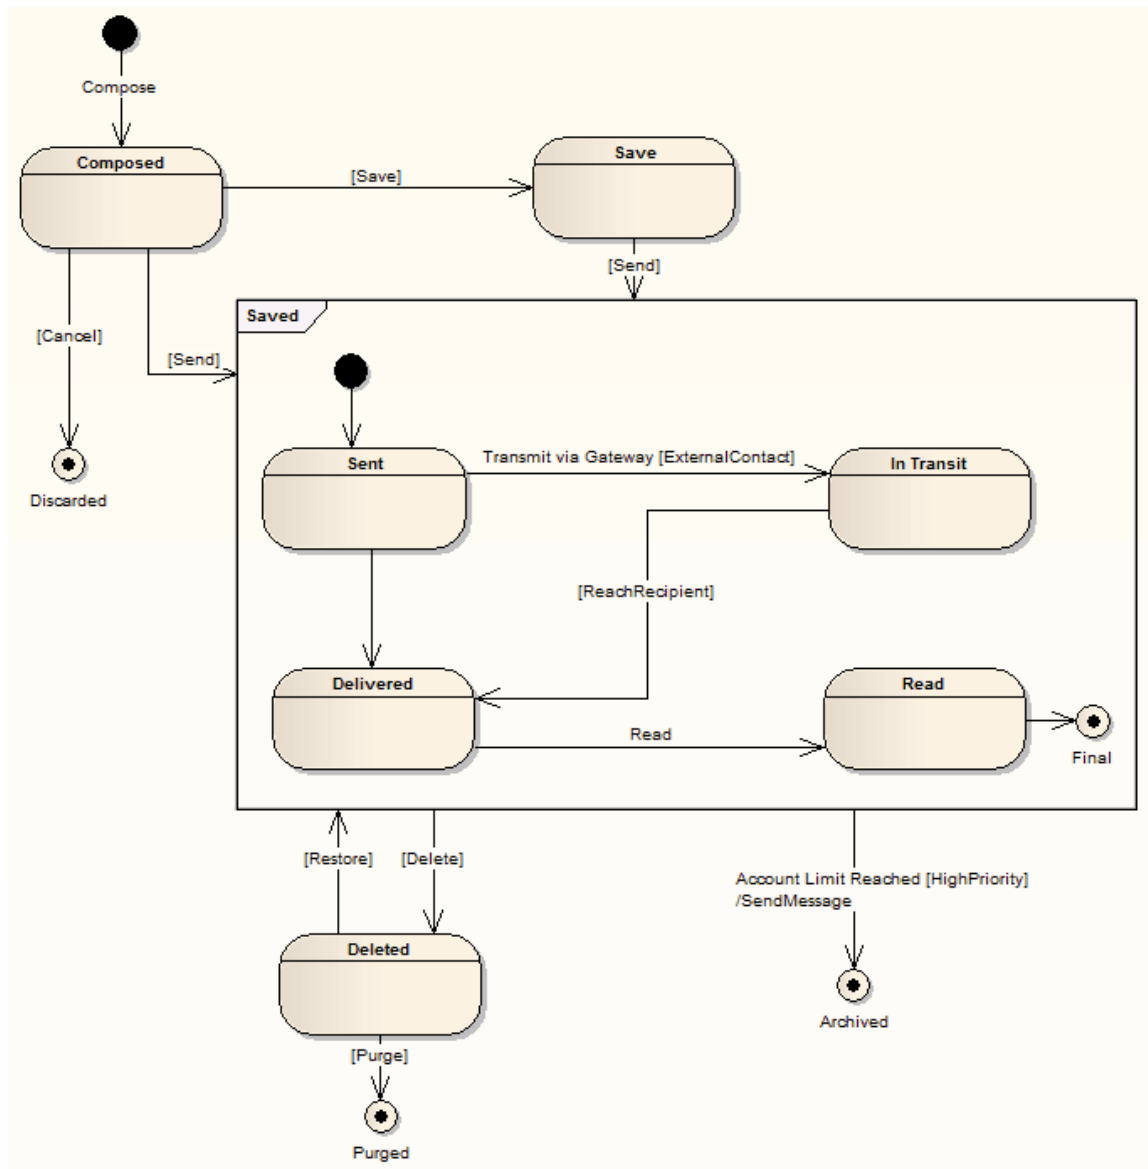 Compose
Composed
Save
[Save]
[Send]
Saved
[Cancel]
[Send]
Sent
Transmit via Gateway [ExternalContact]
In Transit
Discarded
[ReachRecipient]
Delivered
Read
Read
Final
[Restore]
[Delete]
Account Limit Reached [HighPriority]
/SendMessage
Deleted
Archived
[Purge]
Purged